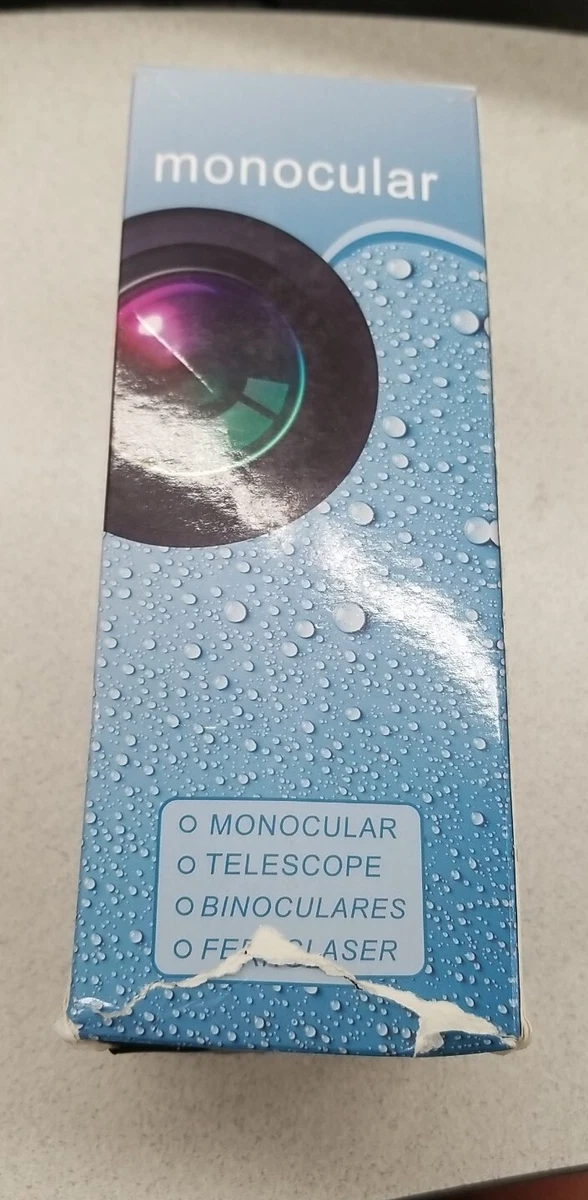 monocular
O MONOCULAR
O TELESCOPE
O BINOCULARES
O